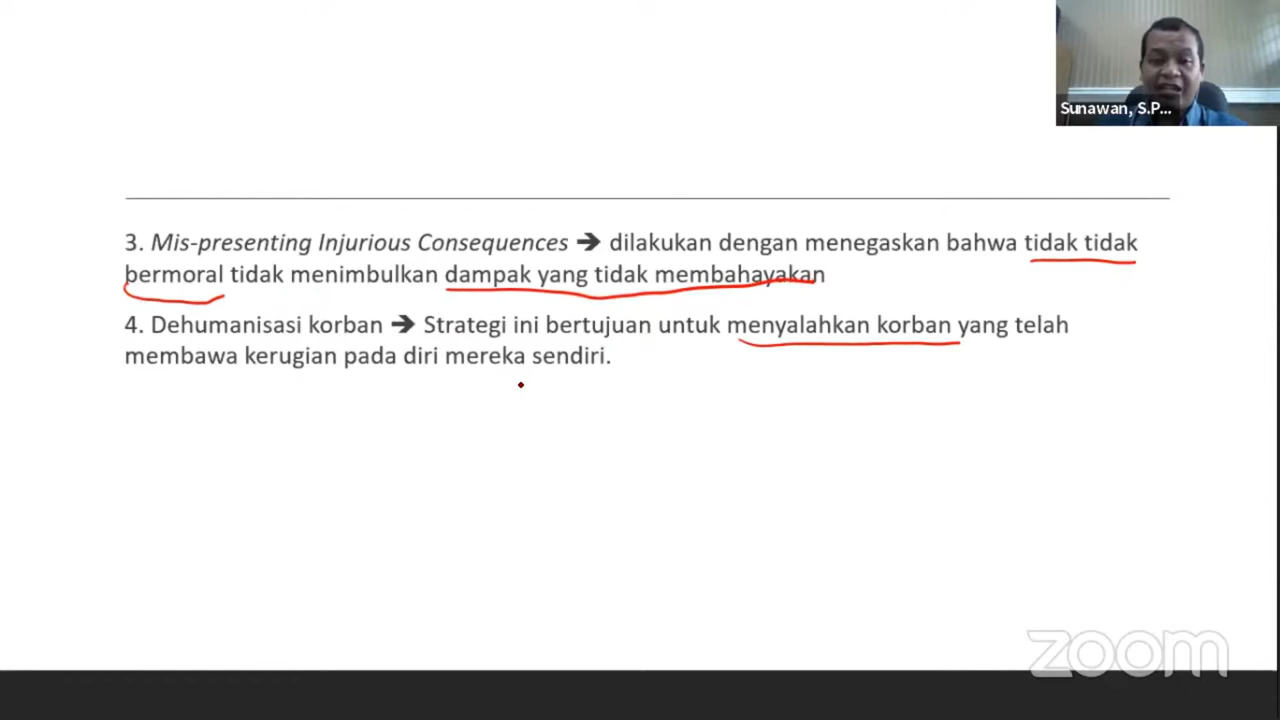 Sunawan, S.P...
3. Mis-presenting Injurious Consequences ➔ dilakukan dengan menegaskan bahwa tidak tidak
bermoral tidak menimbulkan dampak yang tidak membahayakan
4. Dehumanisasi korban ➔ Strategi ini bertujuan untuk menyalahkan korban yang telah
membawa kerugian pada diri mereka sendiri.
zoom